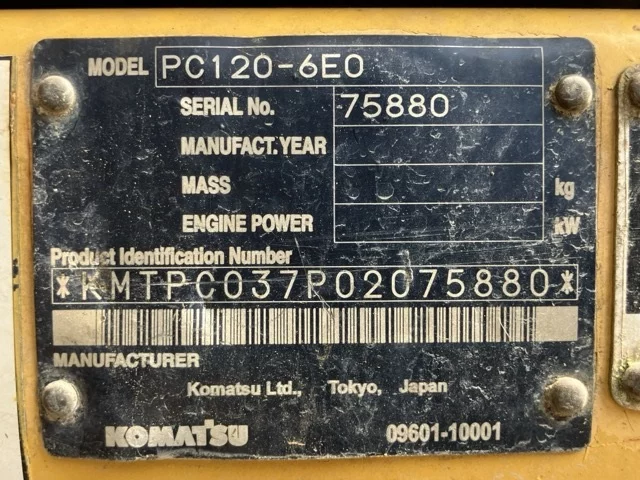 MODEL PC120-6E0
SERIAL No. 75880
MANUFACT.YEAR
MASS kg
ENGINE POWER kW
Product Identification Number
*KMTPC037P02075880*
MANUFACTURER
Komatsu Ltd., Tokyo, Japan
KOMATSU 09601-10001